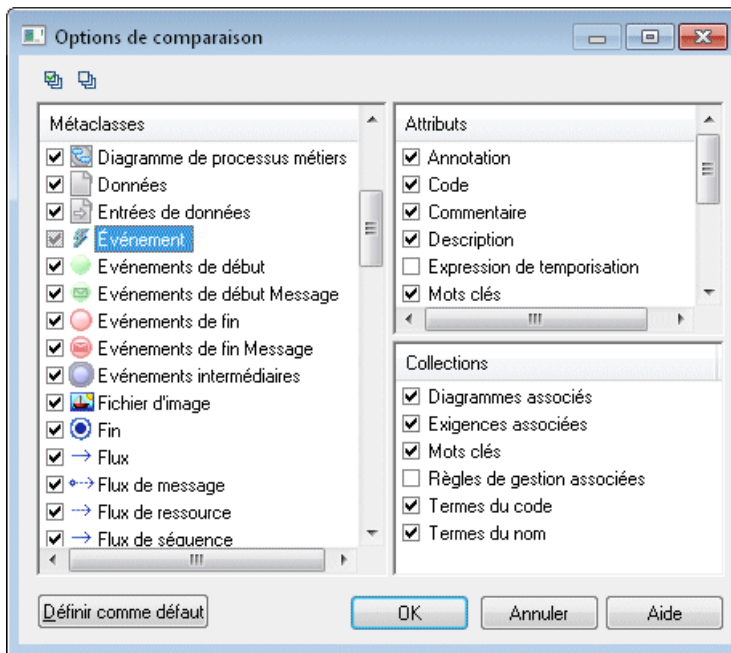 Options de comparaison
Métaclasses
Diagramme de processus métiers
Données
Entrées de données
Événement
Evénements de début
Evénements de début Message
Evénements de fin
Evénements de fin Message
Evénements intermédiaires
Fichier d'image
Fin
Flux
Flux de message
Flux de ressource
Flux de séquence
Attributs
Annotation
Code
Commentaire
Description
Expression de temporisation
Mots clés
Collections
Diagrammes associés
Exigences associées
Mots clés
Règles de gestion associées
Termes du code
Termes du nom
Définir comme défaut
OK
Annuler
Aide